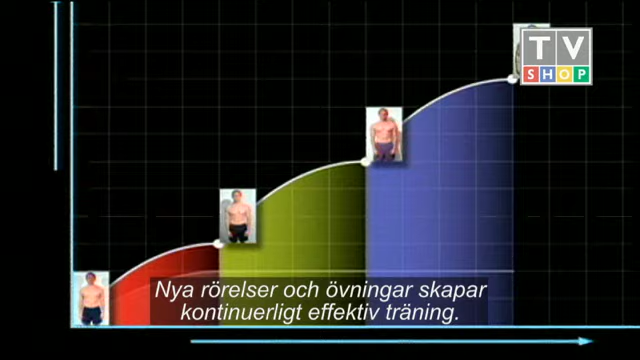 TV
SHOP
Nya rörelser och övningar skapar
kontinuerligt effektiv träning.